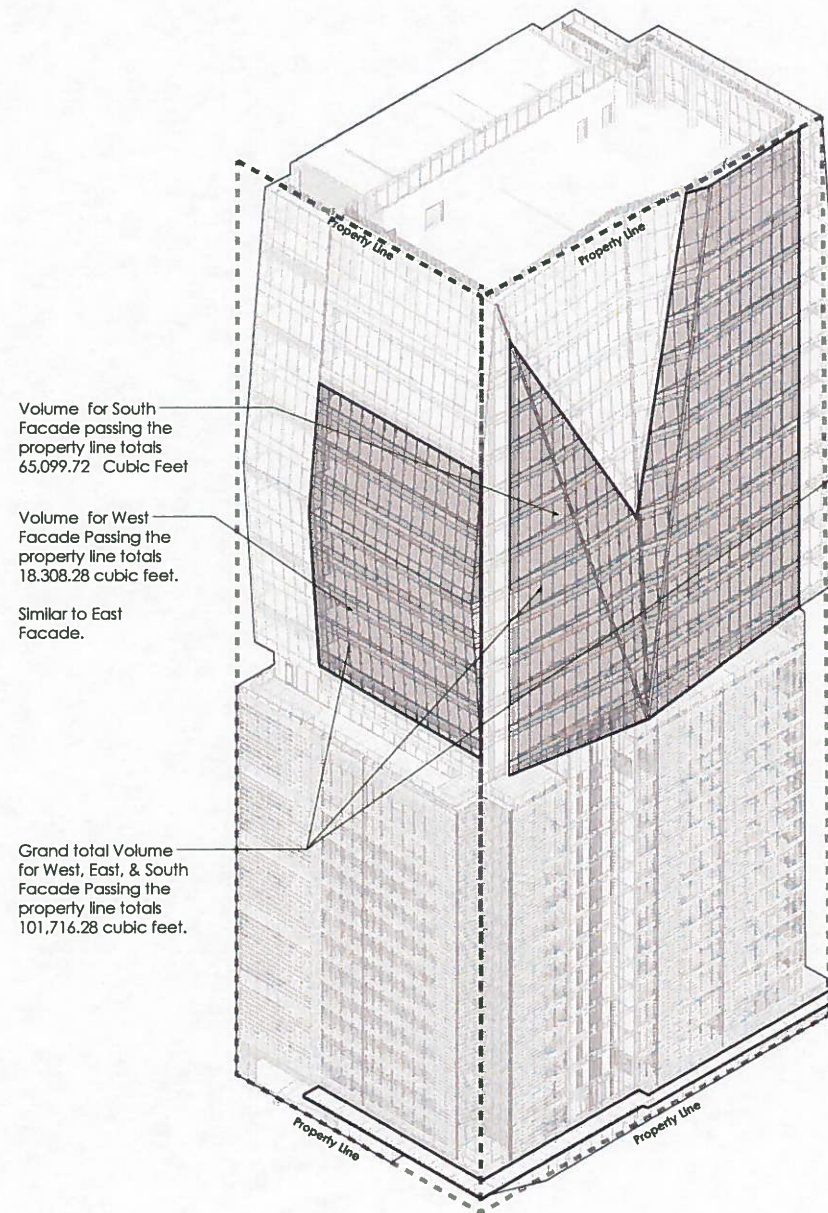 Property Line
Property Line
Volume for South
Facade passing the
property line totals
65,099.72 Cubic Feet
Volume for West
Facade Passing the
property line totals
18.308.28 cubic feet.
Similar to East
Facade.
Grand total Volume
for West, East, & South
Facade Passing the
property line totals
101,716.28 cubic feet.
Property Line
Property Line